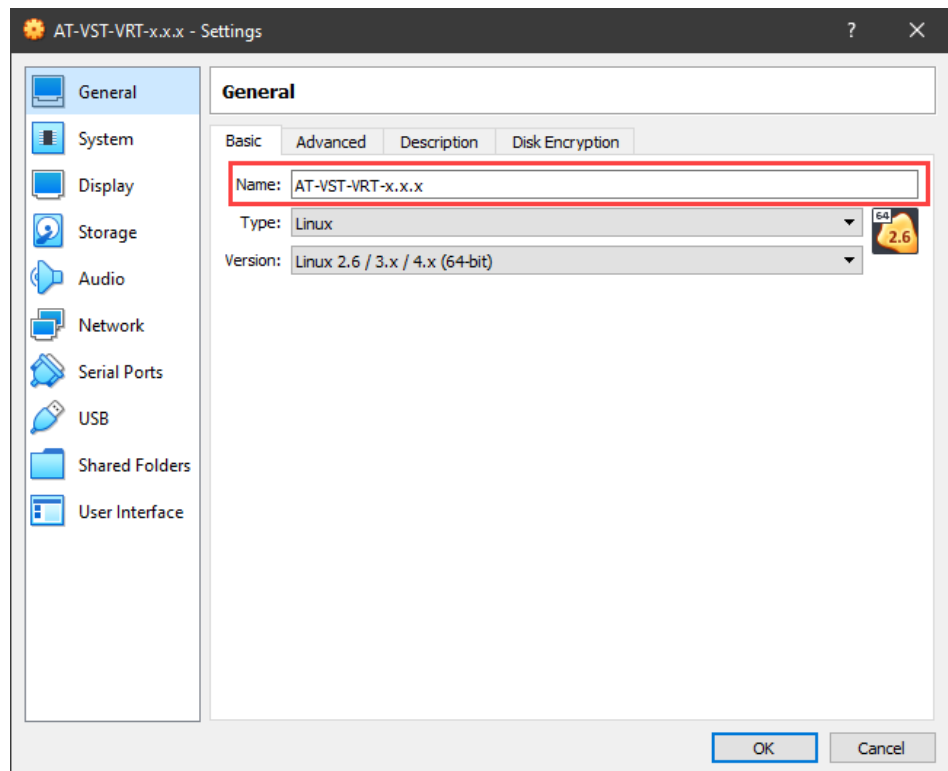 AT-VST-VRT-x.x.x - Settings ?
General
System
Display
Storage
Audio
Network
Serial Ports
USB
Shared Folders
User Interface
General
Basic Advanced Description Disk Encryption
Name: AT-VST-VRT-x.x.x
Type: Linux
64
2.6
Version: Linux 2.6 / 3.x / 4.x (64-bit)
OK Cancel